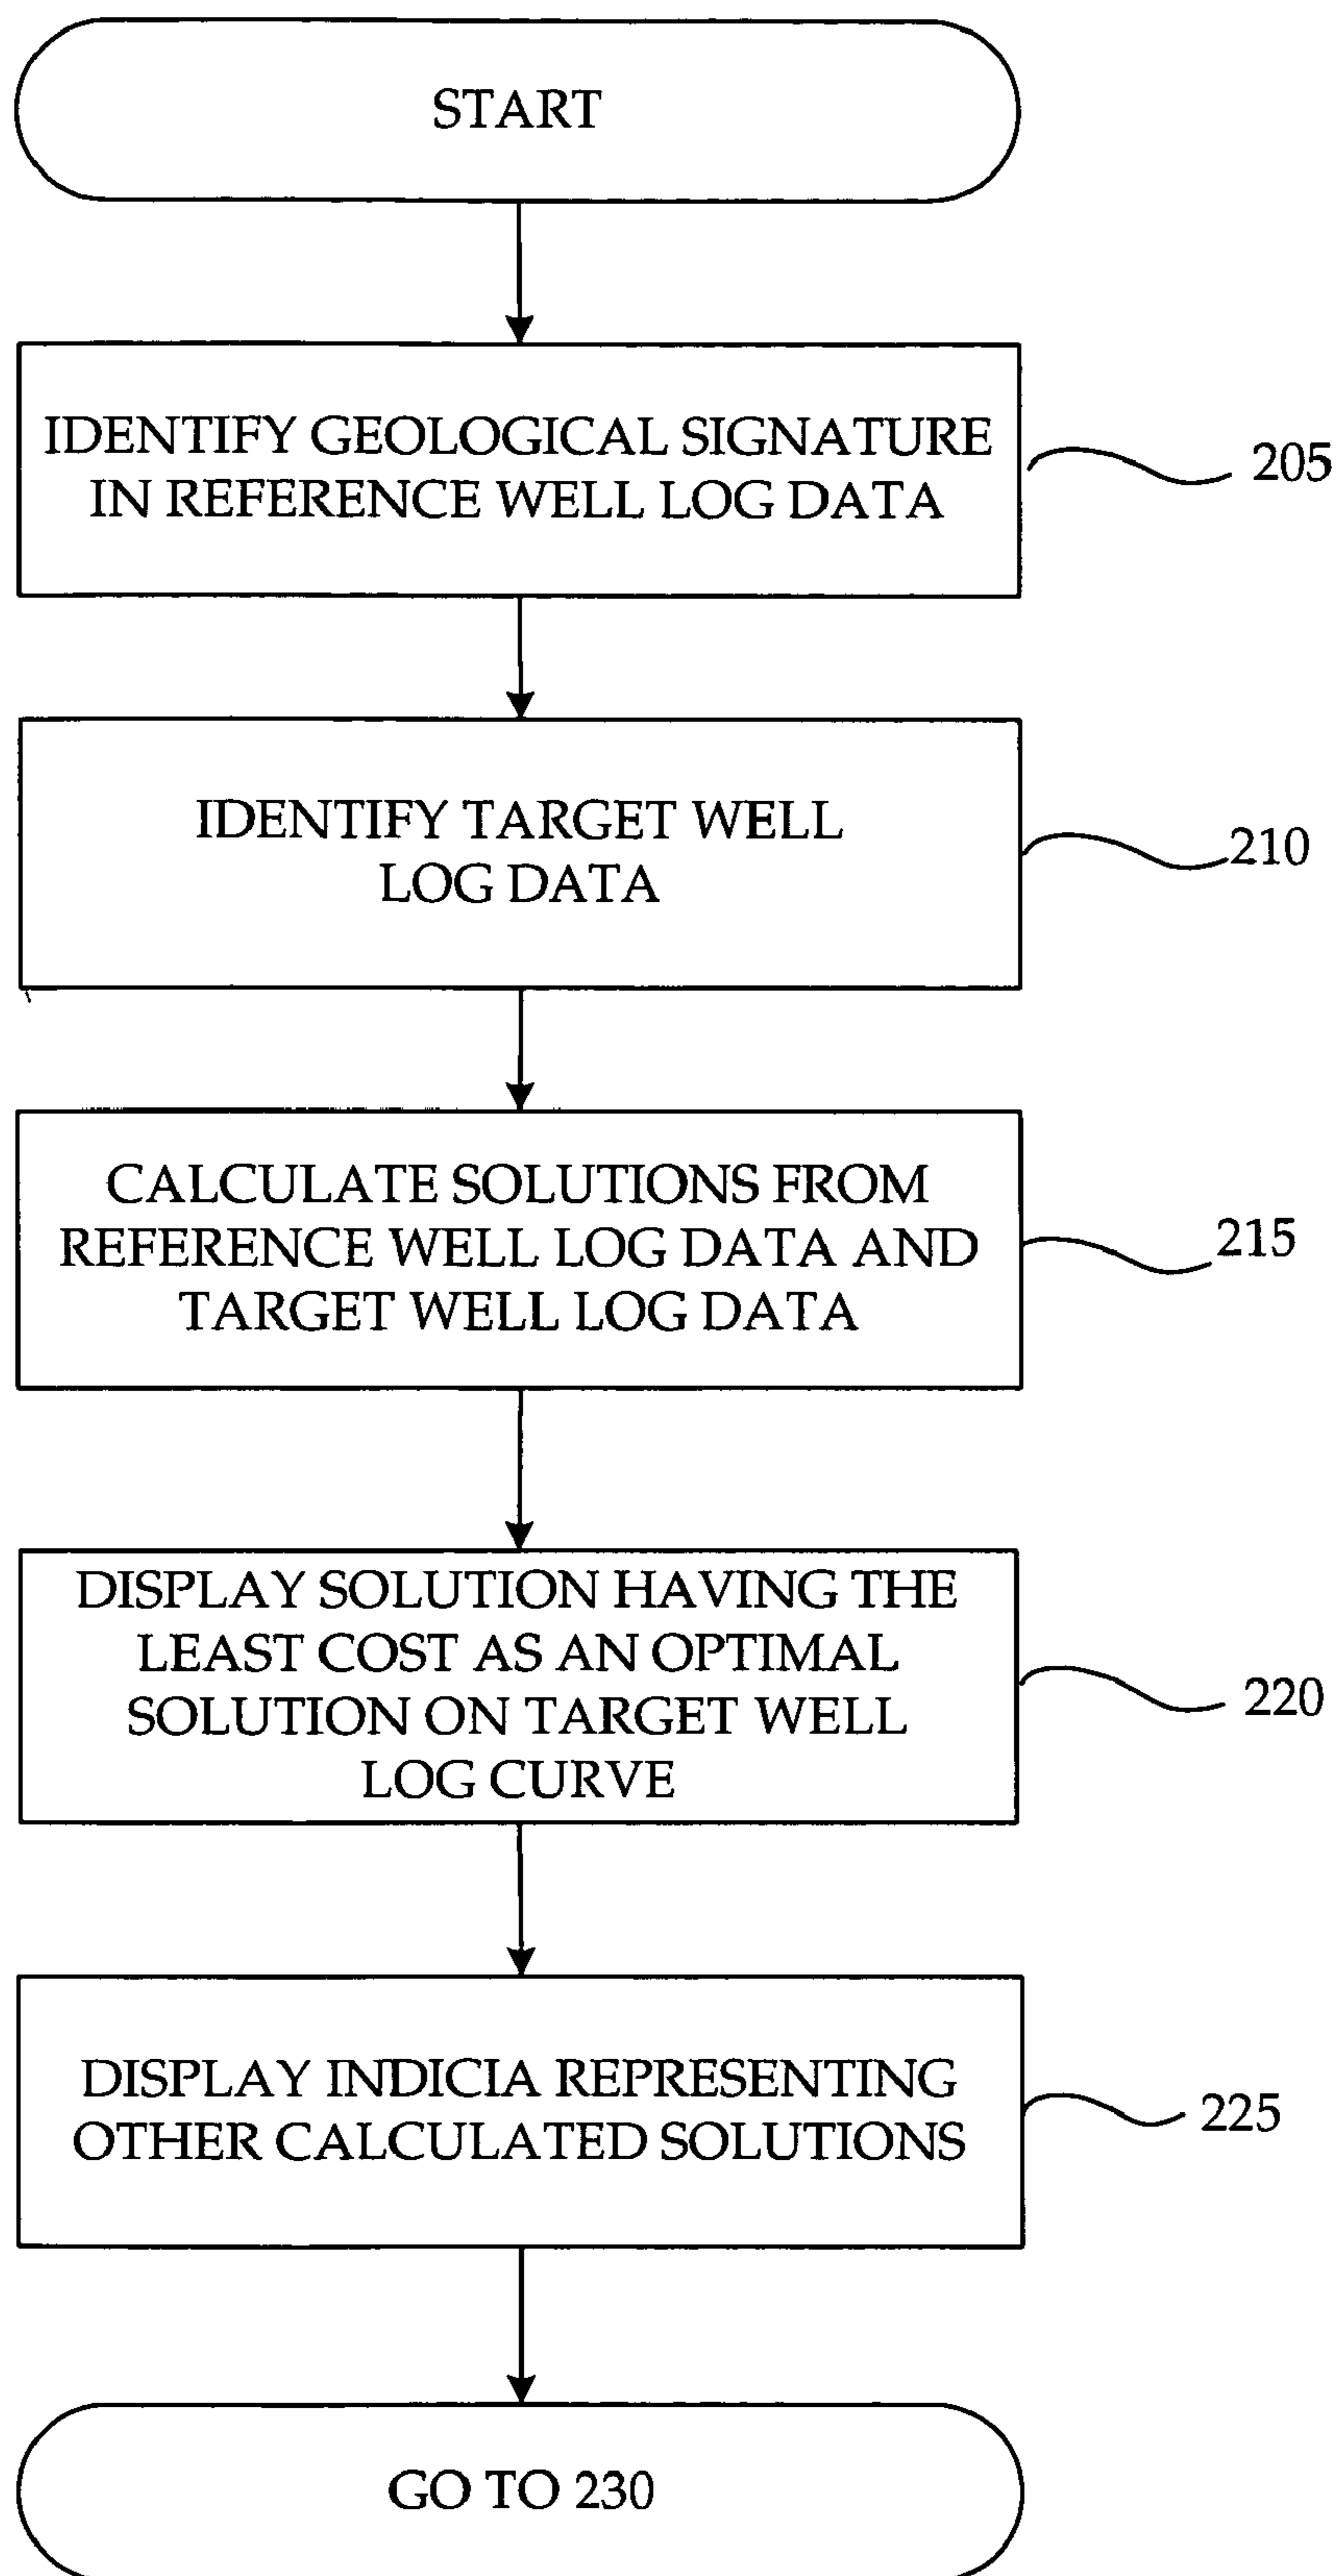 START
IDENTIFY GEOLOGICAL SIGNATURE
IN REFERENCE WELL LOG DATA
205
IDENTIFY TARGET WELL
LOG DATA
210
CALCULATE SOLUTIONS FROM
REFERENCE WELL LOG DATA AND
TARGET WELL LOG DATA
215
DISPLAY SOLUTION HAVING THE
LEAST COST AS AN OPTIMAL
SOLUTION ON TARGET WELL
LOG CURVE
220
DISPLAY INDICIA REPRESENTING
OTHER CALCULATED SOLUTIONS
225
GO TO 230